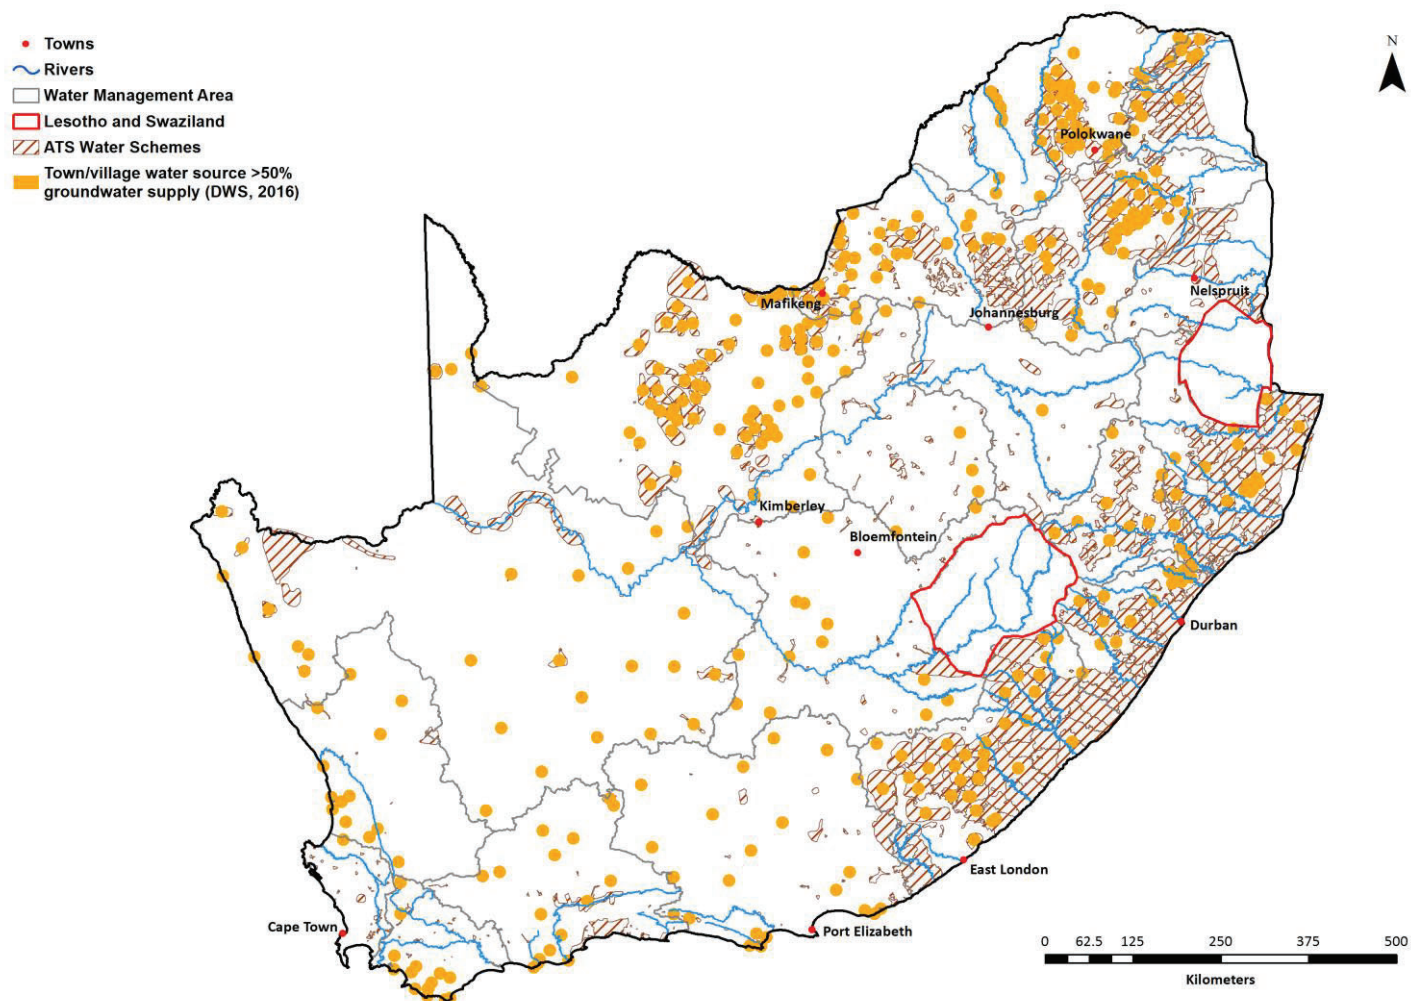 Towns
Rivers
Water Management Area
Lesotho and Swaziland
ATS Water Schemes
Town/village water source >50%
groundwater supply (DWS, 2016)
N
Polokwane
Mafikeng
Nelspruit
Johannesburg
Kimberley
Bloemfontein
Durban
East London
Cape Town
Port Elizabeth
0 62.5 125 250 375 500
Kilometers